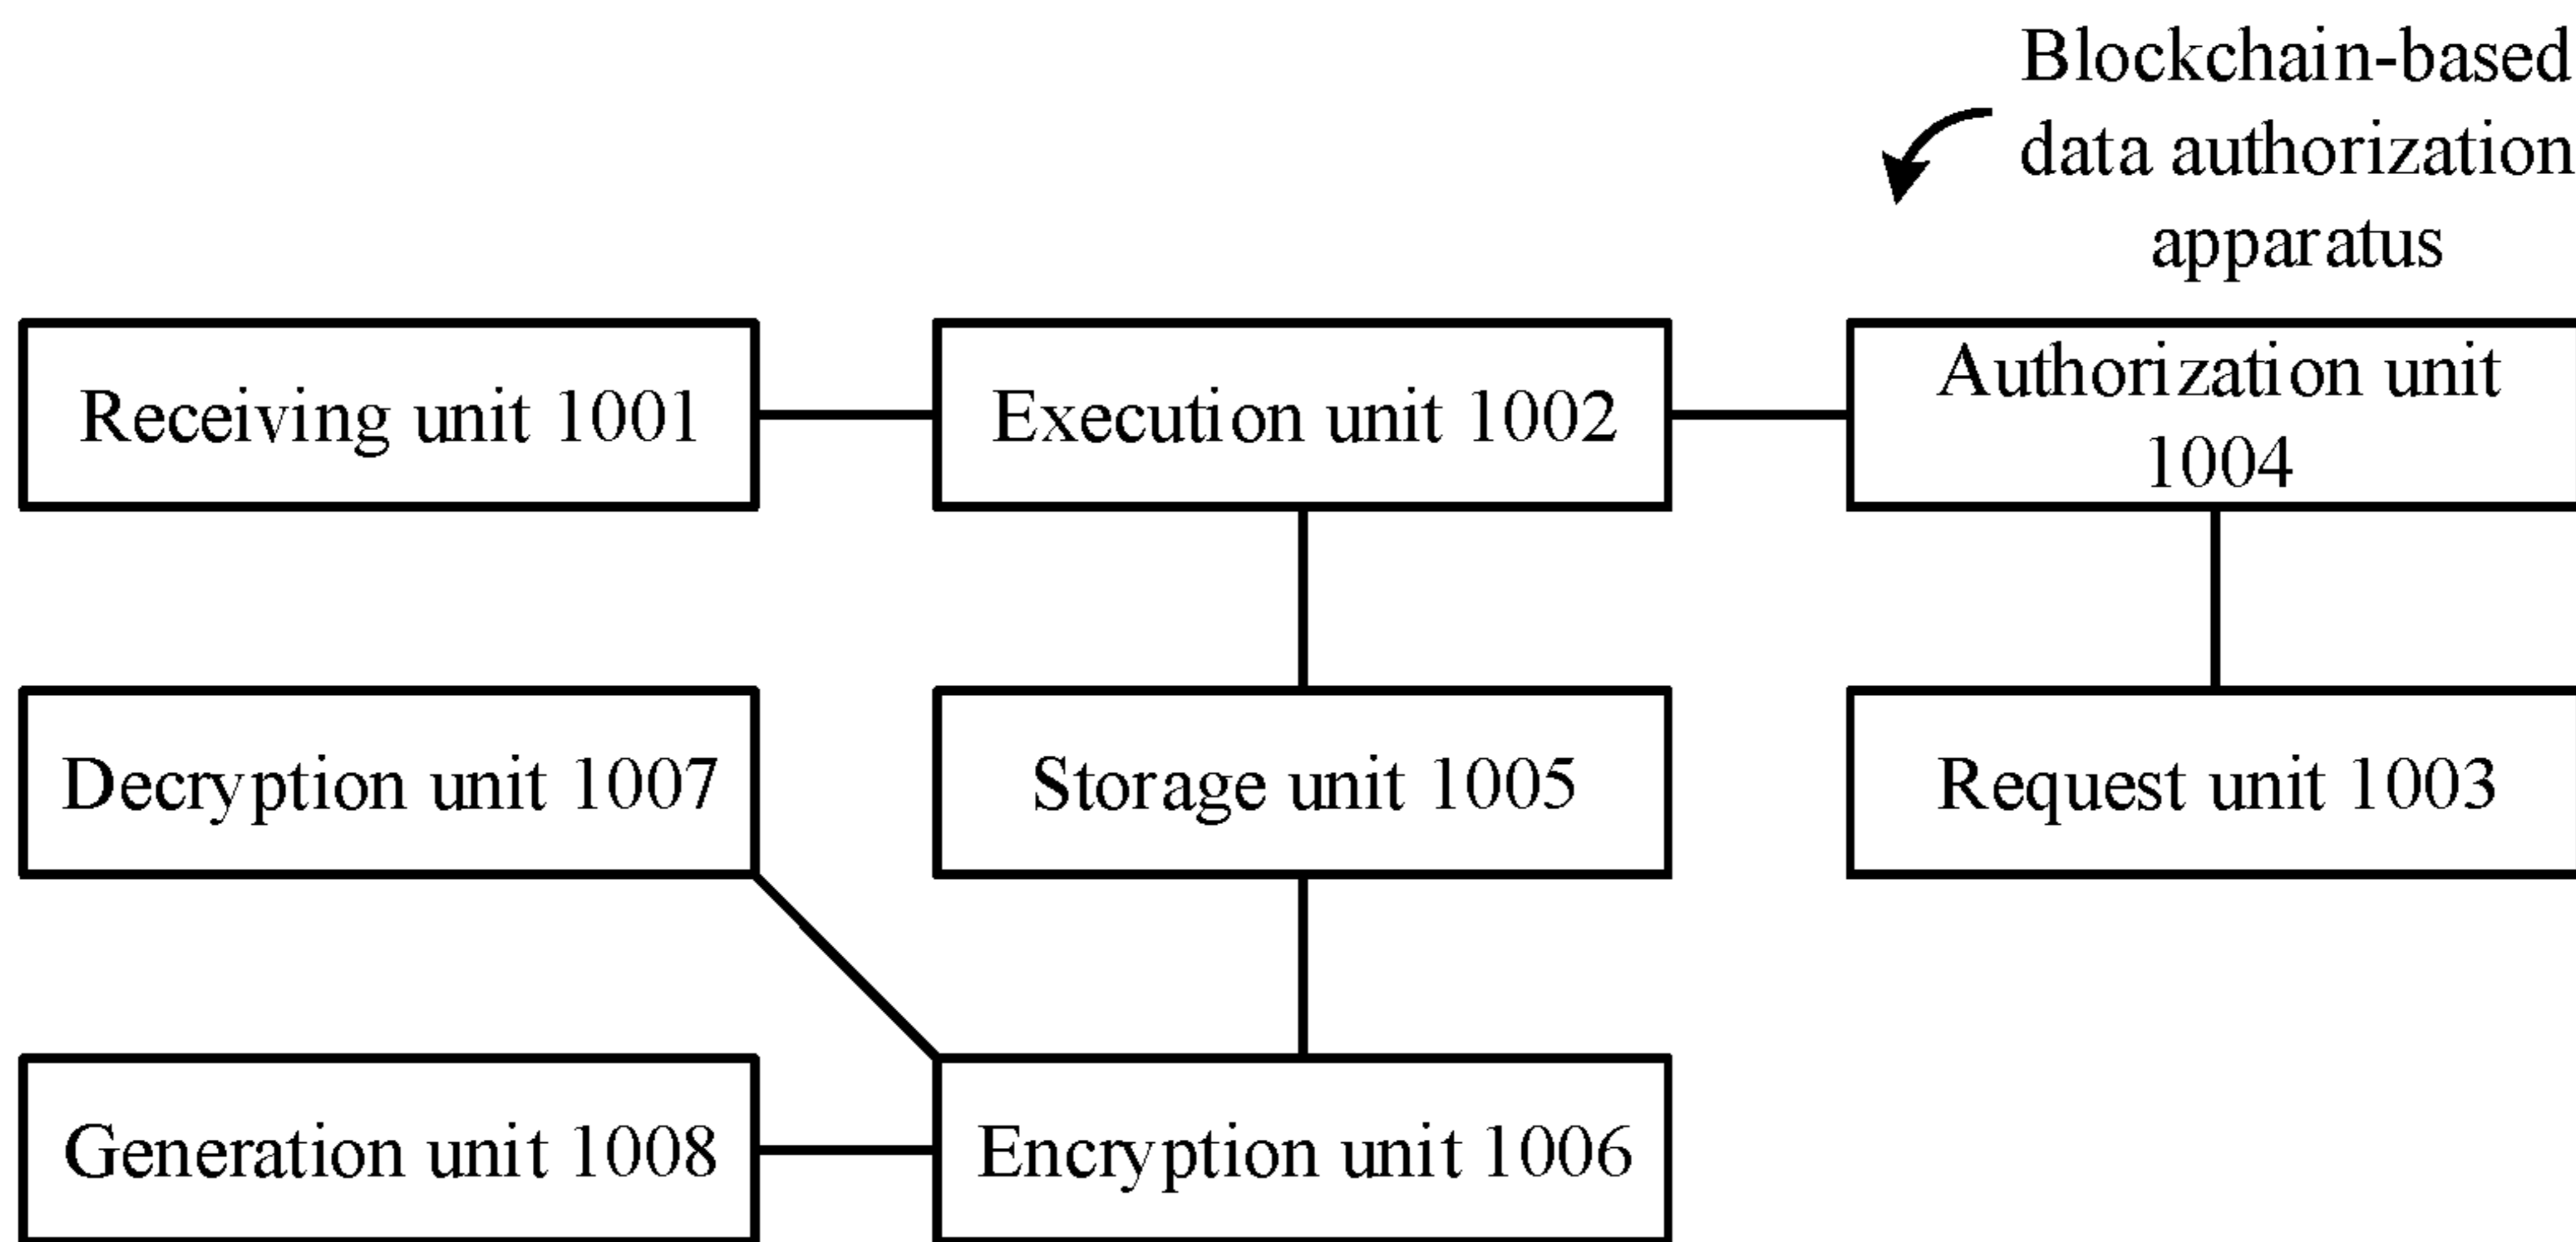 Blockchain-based
data authorization
apparatus
Receiving unit 1001
Execution unit 1002
Authorization unit
1004
Decryption unit 1007
Storage unit 1005
Request unit 1003
Generation unit 1008
Encryption unit 1006